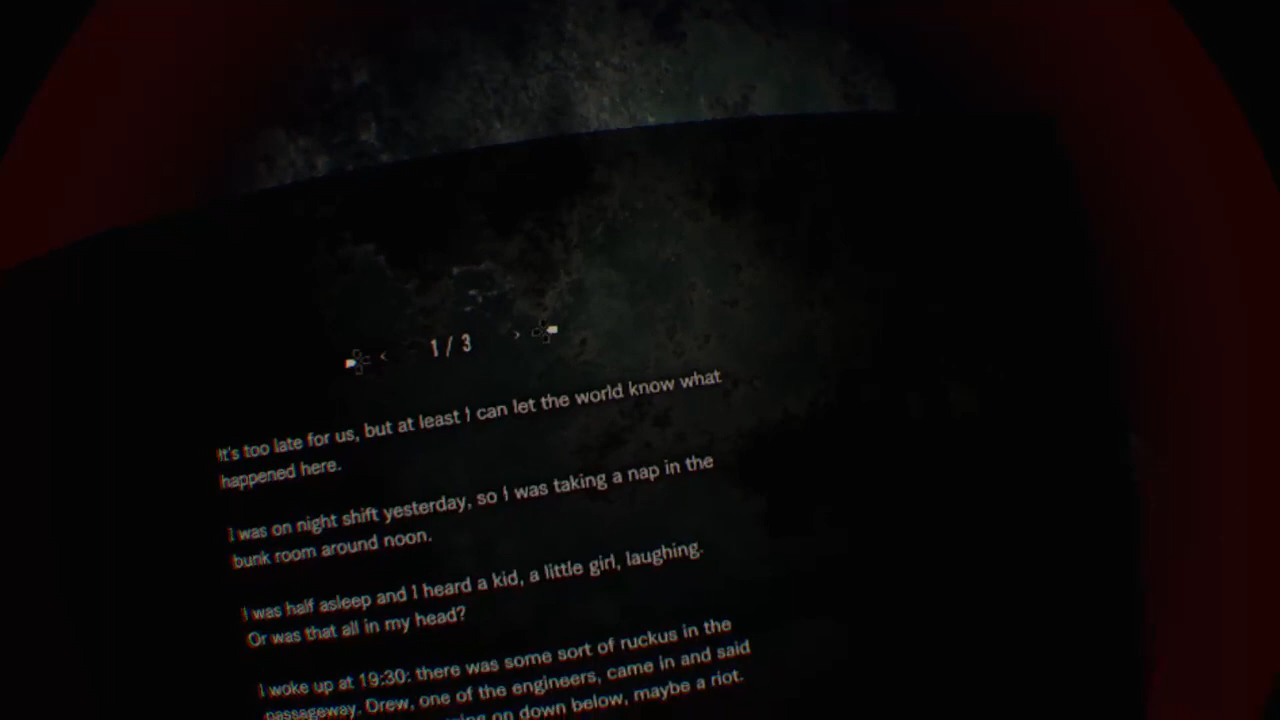 ‹ 1 / 3 ›
It's too late for us, but at least I can let the world know what
happened here.
I was on night shift yesterday, so I was taking a nap in the
bunk room around noon.
I was half asleep and I heard a kid, a little girl, laughing.
Or was that all in my head?
I woke up at 19:30: there was some sort of ruckus in the
passageway. Drew, one of the engineers, came in and said
on down below, maybe a riot.